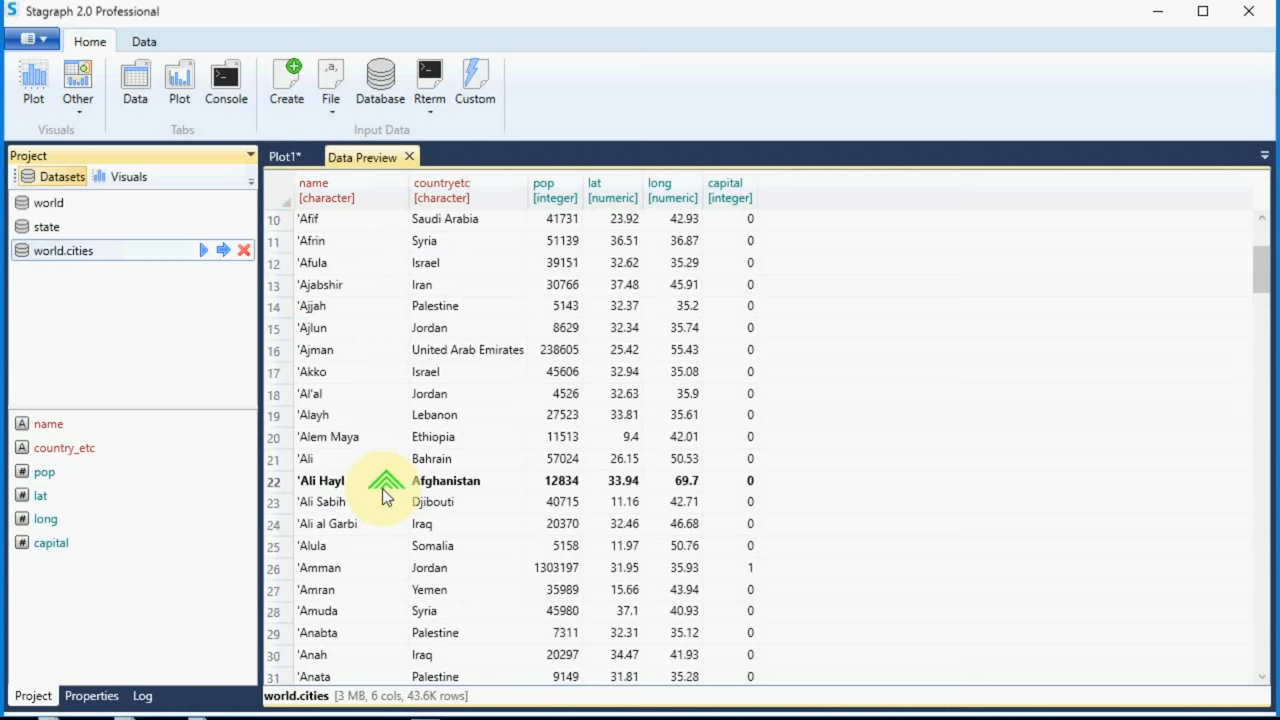 S Stagraph 2.0 Professional
Home Data
Plot Other Data Plot Console Create File Database Rterm Custom
Visuals Tabs Input Data
Project
Datasets Visuals
world
state
world.cities
A name
A country_etc
# pop
# lat
# long
# capital
Project Properties Log
Plot1* Data Preview
name countryetc pop lat long capital
[character] [character] [integer] [numeric] [numeric] [integer]
10 'Afif Saudi Arabia 41731 23.92 42.93 0
11 'Afrin Syria 51139 36.51 36.87 0
12 'Afula Israel 39151 32.62 35.29 0
13 'Ajabshir Iran 30766 37.48 45.91 0
14 'Ajjah Palestine 5143 32.37 35.2 0
15 'Ajlun Jordan 8629 32.34 35.74 0
16 'Ajman United Arab Emirates 238605 25.42 55.43 0
17 'Akko Israel 45606 32.94 35.08 0
18 'Al'al Jordan 4526 32.63 35.9 0
19 'Alayh Lebanon 27523 33.81 35.61 0
20 'Alem Maya Ethiopia 11513 9.4 42.01 0
21 'Ali Bahrain 57024 26.15 50.53 0
22 'Ali Hayl Afghanistan 12834 33.94 69.7 0
23 'Ali Sabih Djibouti 40715 11.16 42.71 0
24 'Ali al Garbi Iraq 20370 32.46 46.68 0
25 'Alula Somalia 5158 11.97 50.76 0
26 'Amman Jordan 1303197 31.95 35.93 1
27 'Amran Yemen 35989 15.66 43.94 0
28 'Amuda Syria 45980 37.1 40.93 0
29 'Anabta Palestine 7311 32.31 35.12 0
30 'Anah Iraq 20297 34.47 41.93 0
31 'Anata Palestine 9149 31.81 35.28 0
world.cities [3 MB, 6 cols, 43.6K rows]